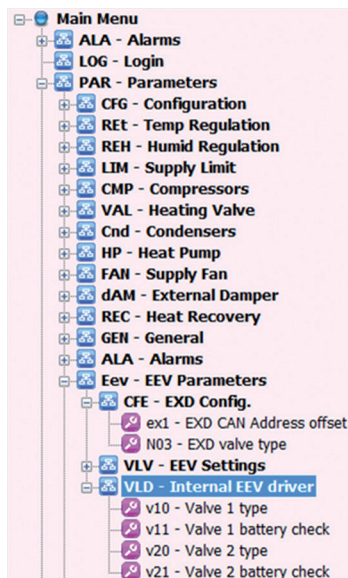 Main Menu
ALA - Alarms
LOG - Login
PAR - Parameters
CFG - Configuration
REt - Temp Regulation
REH - Humid Regulation
LIM - Supply Limit
CMP - Compressors
VAL - Heating Valve
Cnd - Condensers
HP - Heat Pump
FAN - Supply Fan
dAM - External Damper
REC - Heat Recovery
GEN - General
ALA - Alarms
Eev - EEV Parameters
CFE - EXD Config.
ex1 - EXD CAN Address offset
N03 - EXD valve type
VLV - EEV Settings
VLD - Internal EEV driver
v10 - Valve 1 type
v11 - Valve 1 battery check
v20 - Valve 2 type
v21 - Valve 2 battery check